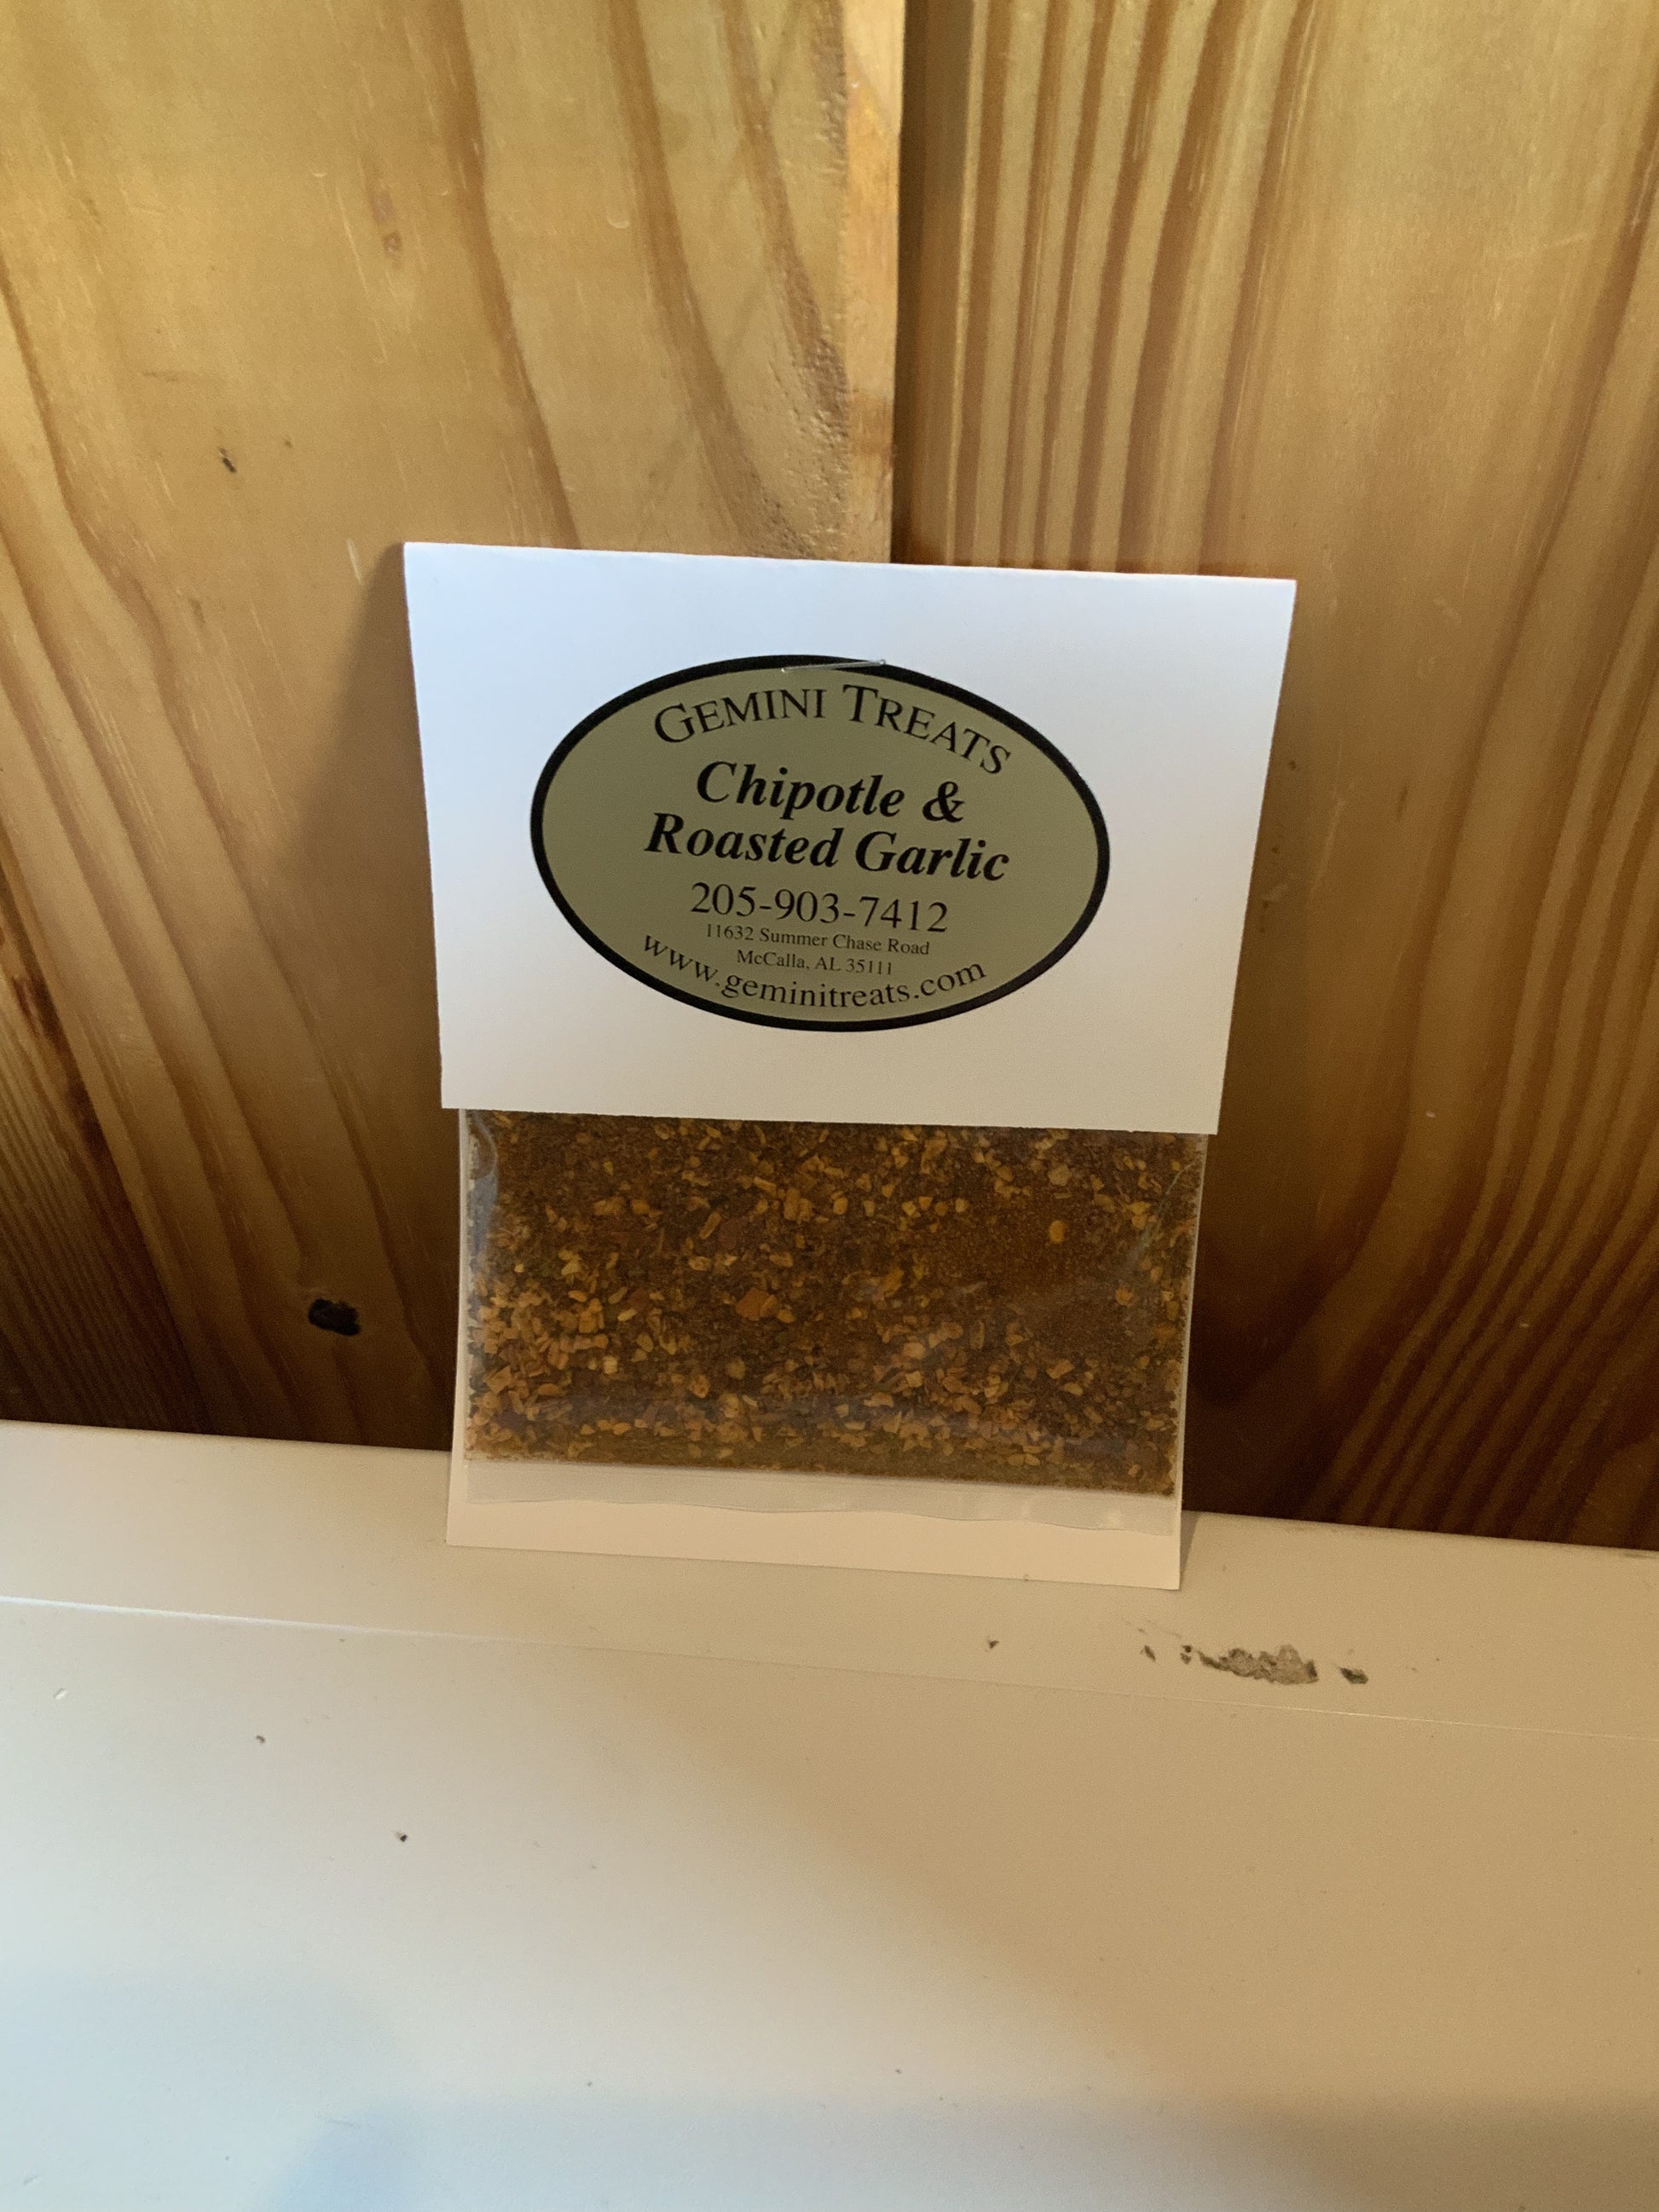 GEMINI TREATS
Chipotle &
Roasted Garlic
205-903-7412
11632 Summer Chase Road
McCalla, AL 35111
www.geminitreats.com